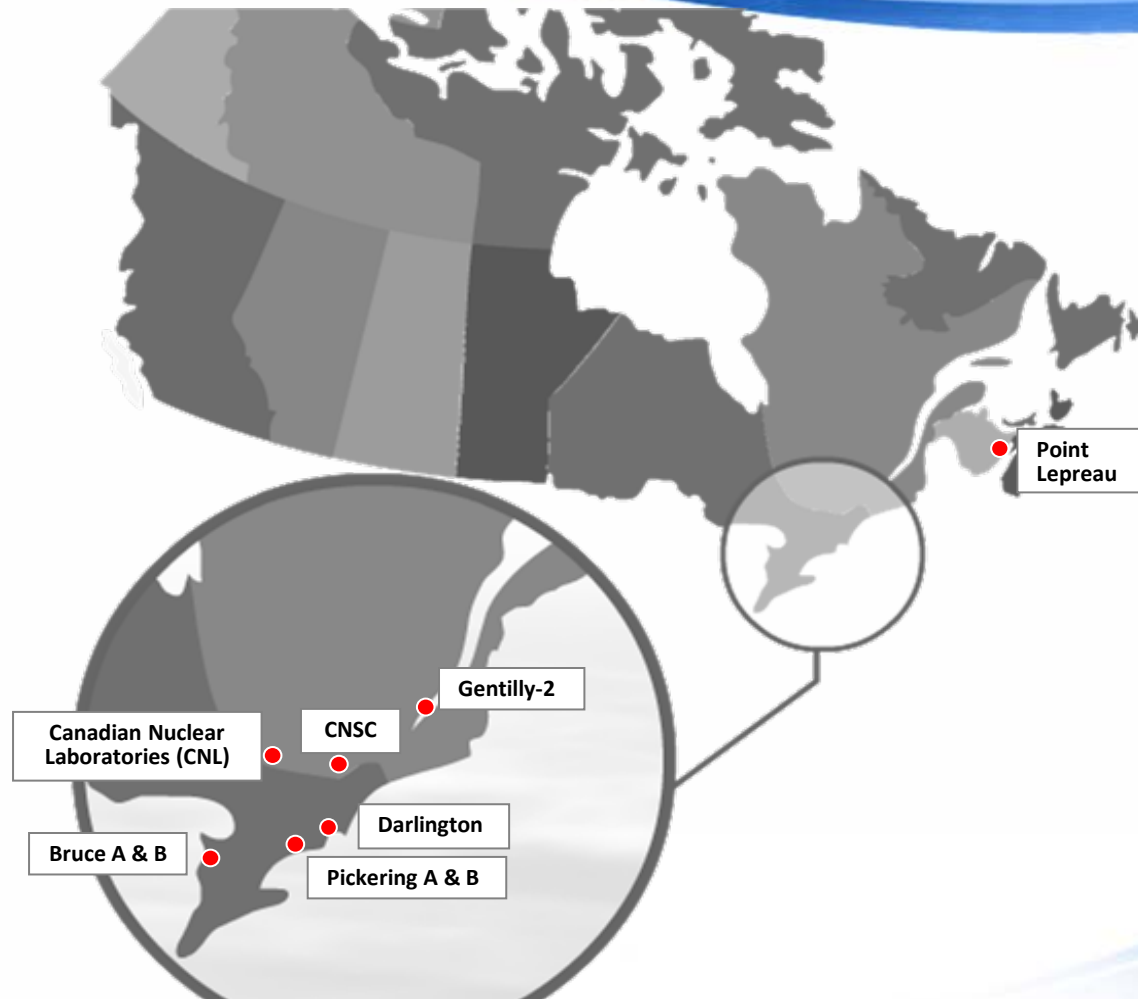 Point
Lepreau
Gentilly-2
CNSC
Canadian Nuclear
Laboratories (CNL)
Darlington
Bruce A & B
Pickering A & B